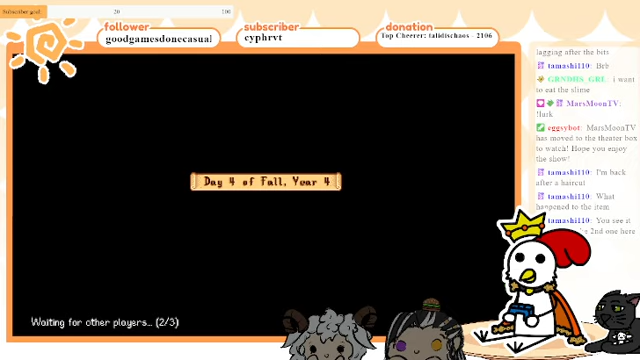 Subscriber goal
20
100
follower
goodgamesdonecasual
subscriber
cyphrvt
donation
Top Cheerer: talidischaos - 2106
lagging after the bits
tamashi110: Brb
i want
to eat the slime
MarsMoonTV:
!lurk
eggsybot: MarsMoonTV
has moved to the theater box
to watch! Hope you enjoy
the show!
tamashi110: I'm back
after a haircut
tamashi110: What
happened to the item
tamashi110: You see it
2nd one here
Day 4 of Fall, Year 4
Waiting for other players... (2/3)